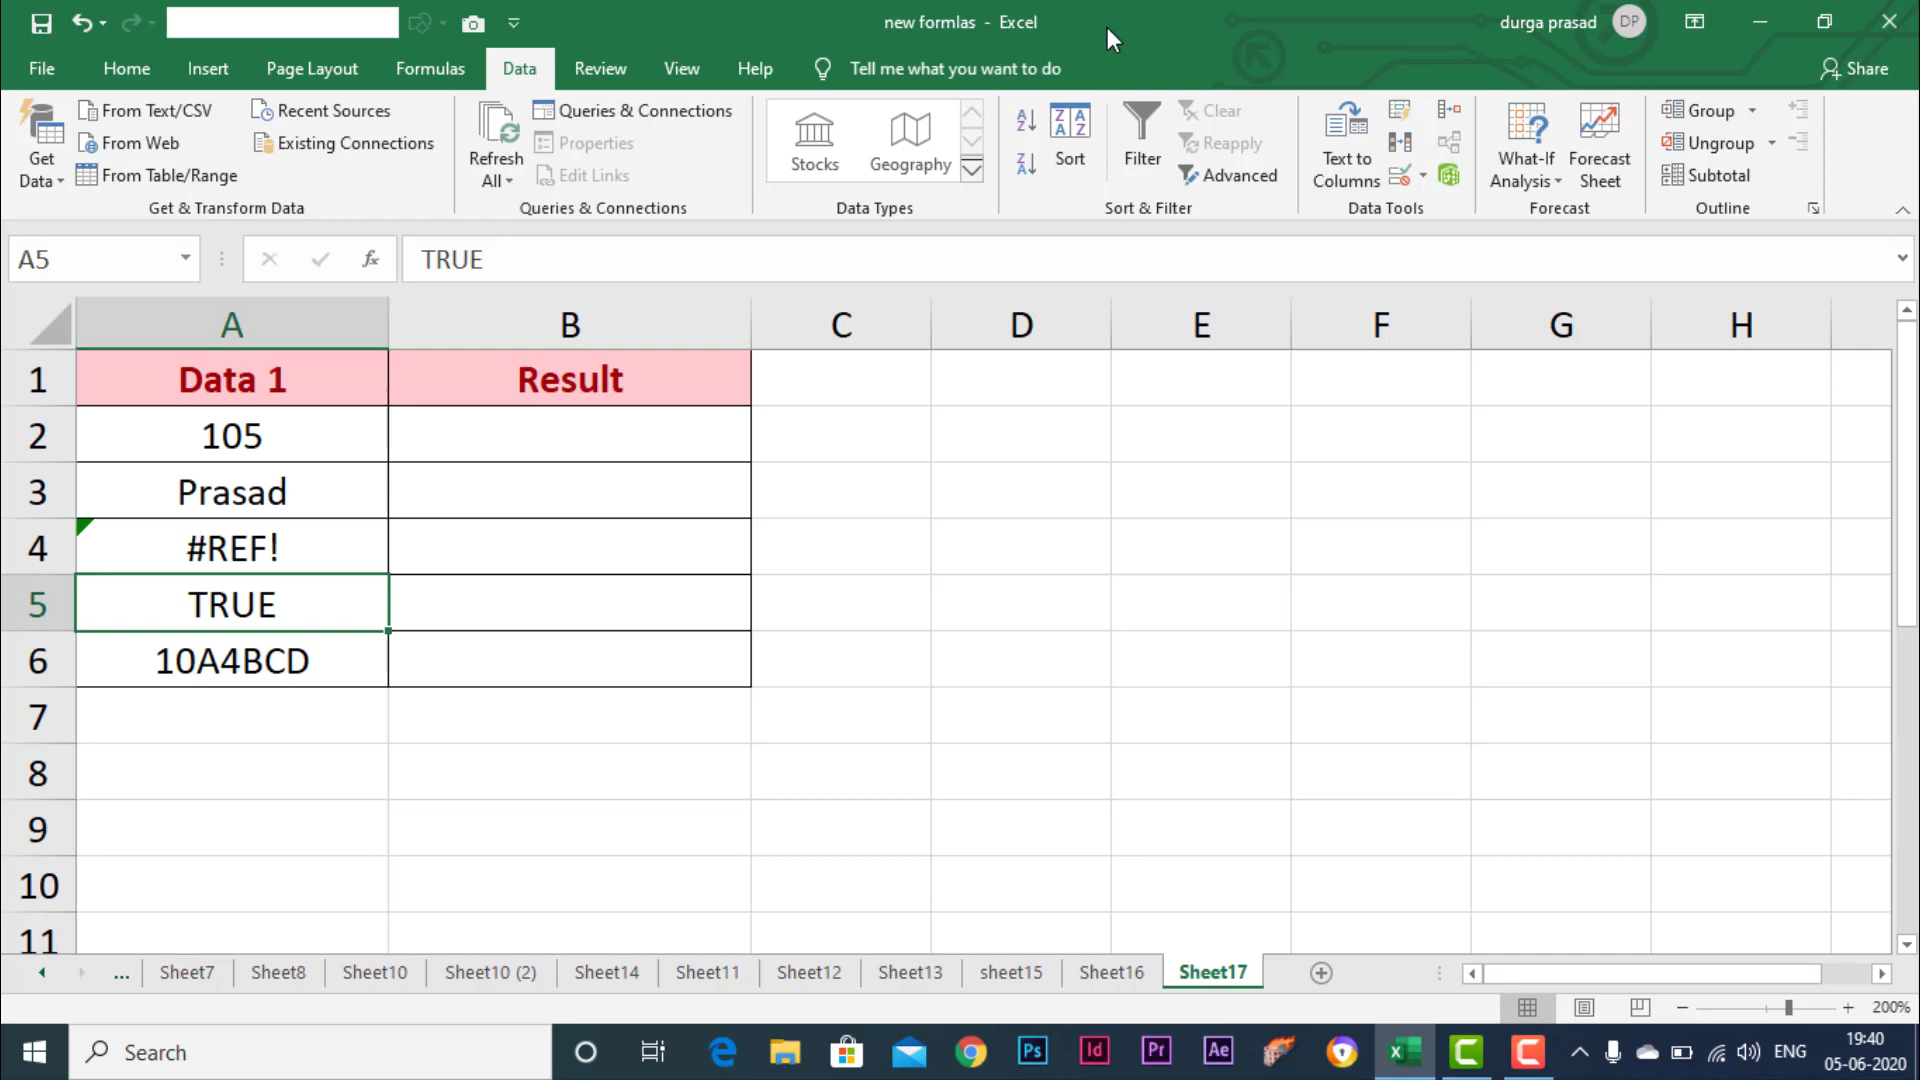 new formlas - Excel
durga prasad DP
File Home Insert Page Layout Formulas Data Review View Help Tell me what you want to do Share
Get Data
From Text/CSV
From Web
From Table/Range
Recent Sources
Existing Connections
Get & Transform Data
Refresh All
Queries & Connections
Properties
Edit Links
Queries & Connections
Stocks
Geography
Data Types
Sort
Filter
Clear
Reapply
Advanced
Sort & Filter
Text to Columns
Data Tools
What-If Analysis
Forecast Sheet
Forecast
Group
Ungroup
Subtotal
Outline
A5 fx TRUE
A B C D E F G H
1 Data 1 Result
2 105
3 Prasad
4 #REF!
5 TRUE
6 10A4BCD
7
8
9
10
11
... Sheet7 Sheet8 Sheet10 Sheet10 (2) Sheet14 Sheet11 Sheet12 Sheet13 sheet15 Sheet16 Sheet17
200%
Search
Ps Id Pr Ae
ENG
19:40
05-06-2020